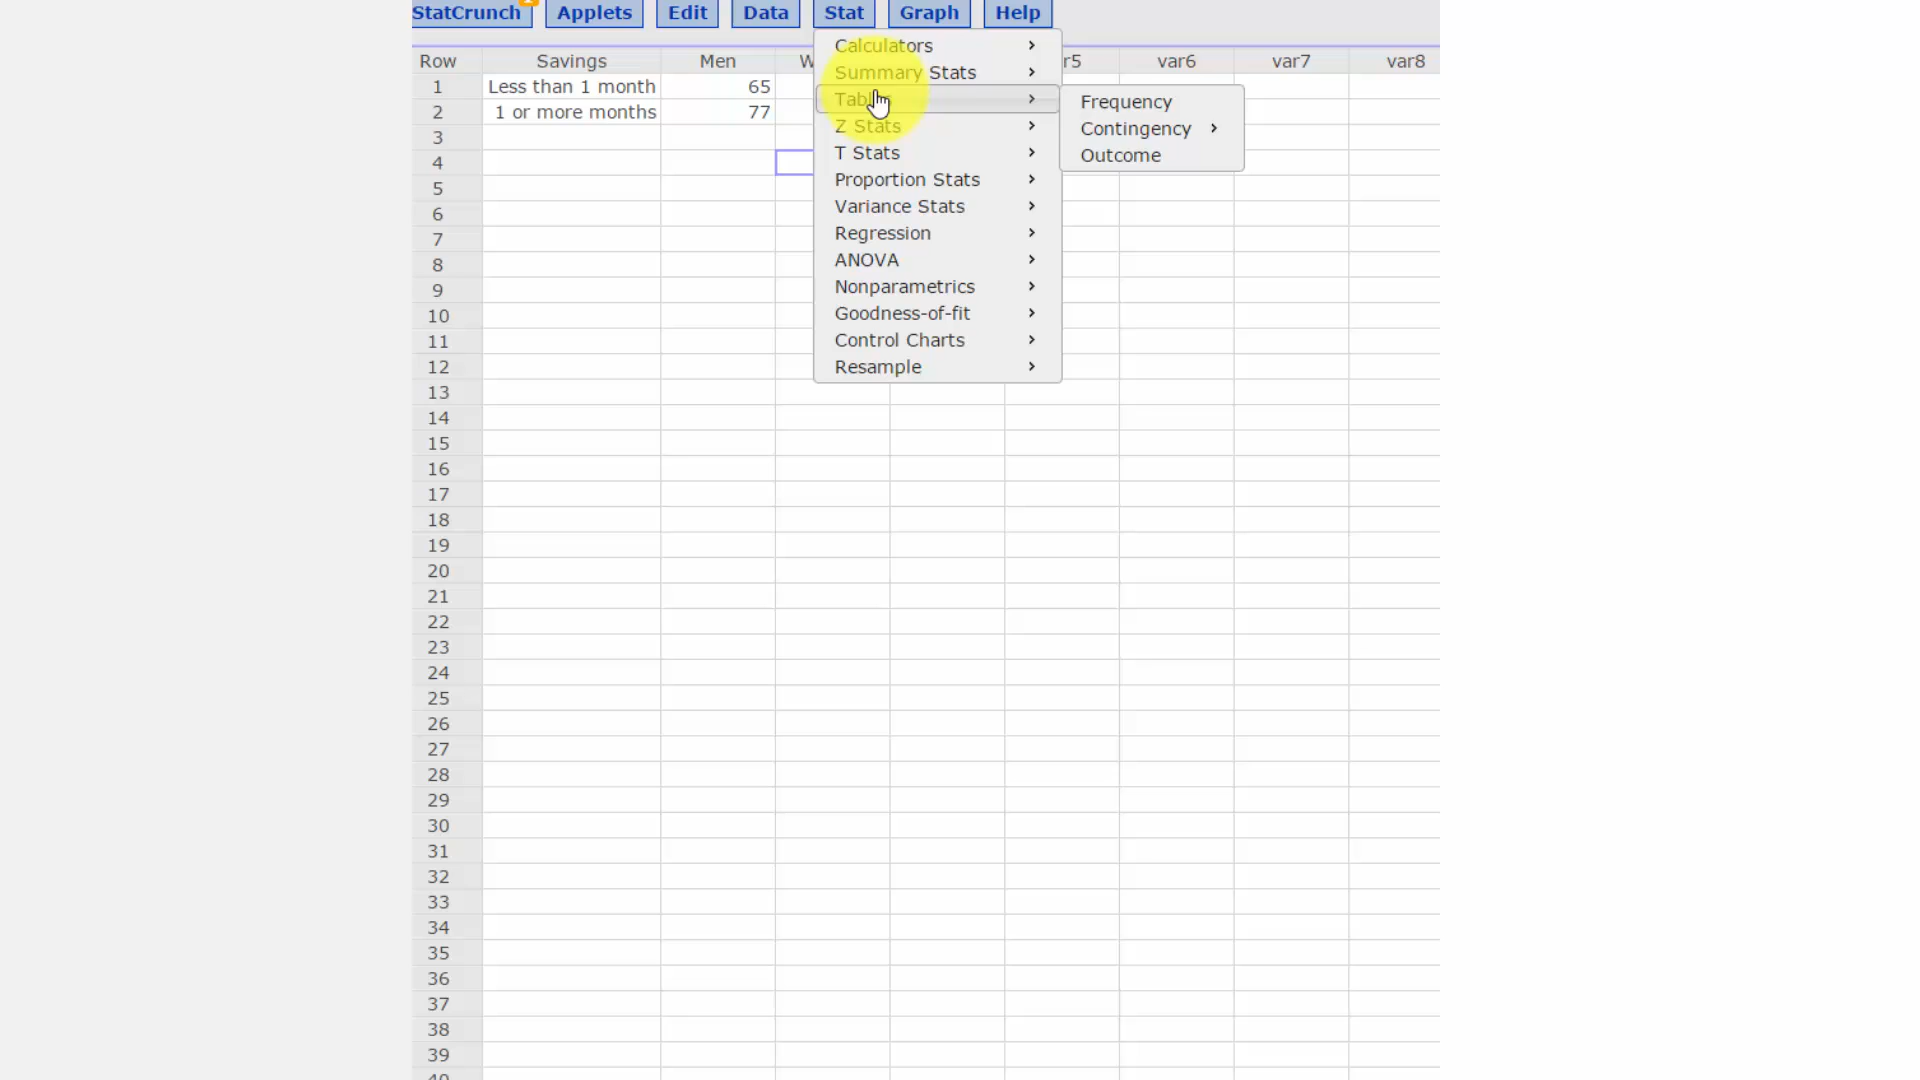 StatCrunch Applets Edit Data Stat Graph Help
Row Savings Men var6 var7 var8
1 Less than 1 month 65
2 1 or more months 77
3
4
5
6
7
8
9
10
11
12
13
14
15
16
17
18
19
20
21
22
23
24
25
26
27
28
29
30
31
32
33
34
35
36
37
38
39
40
Calculators
Summary Stats
Tables
Z Stats
T Stats
Proportion Stats
Variance Stats
Regression
ANOVA
Nonparametrics
Goodness-of-fit
Control Charts
Resample
Frequency
Contingency
Outcome